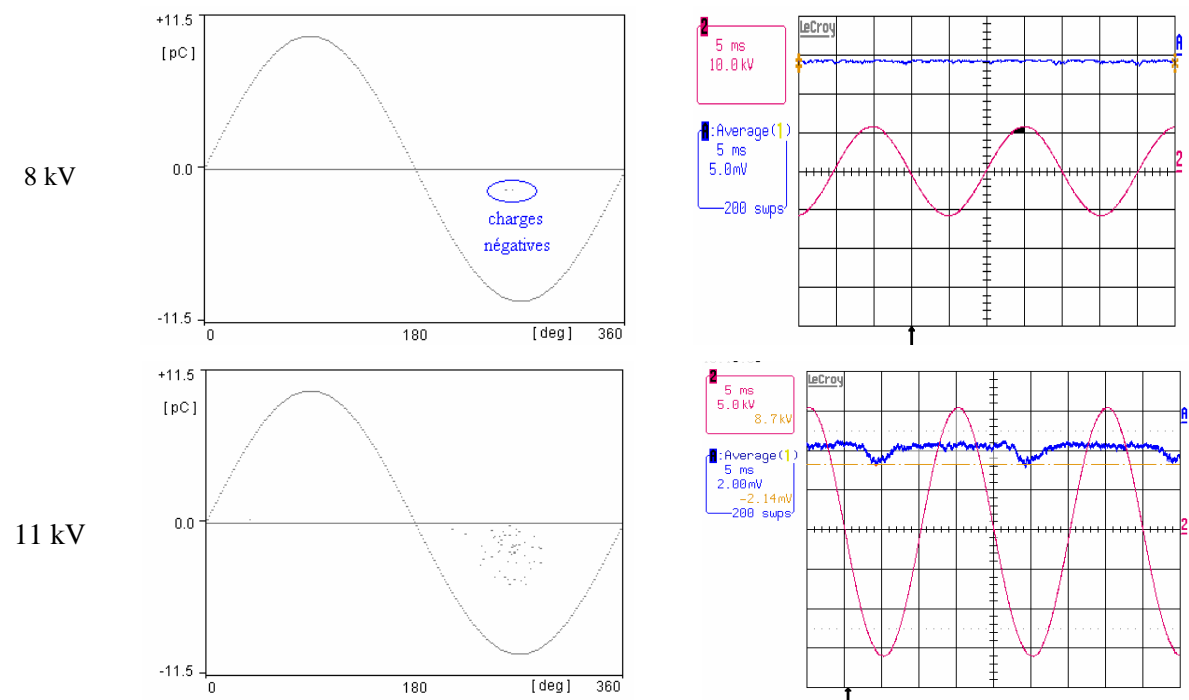 8 kV
+11.5
[pC]
0.0
-11.5
0 180 [deg] 360
charges
négatives
2
5 ms
10.0 kV
A:Average(1)
5 ms
5.0mV
200 swps
LeCroy
A
2
11 kV
+11.5
[pC]
0.0
-11.5
0 180 [deg] 360
2
5 ms
5.0kV
8.7kV
A:Average(1)
5 ms
2.00mV
-2.14mV
200 swps
LeCroy
A
2